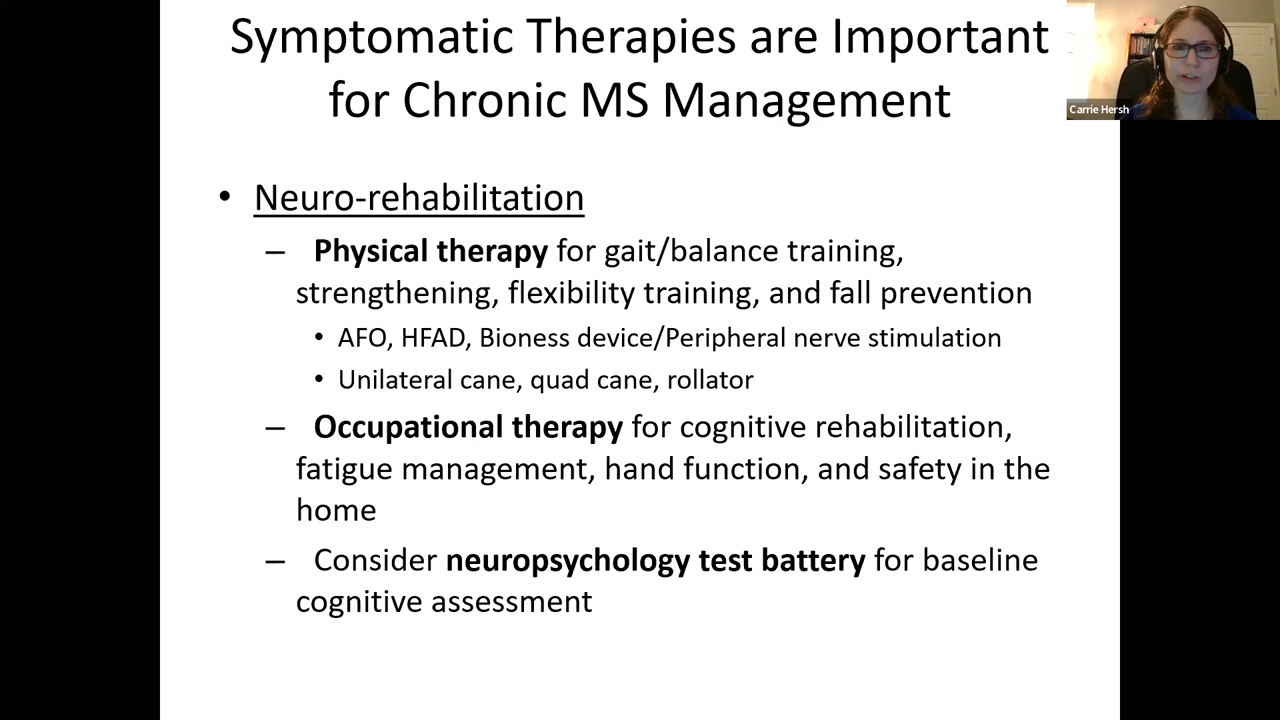 Symptomatic Therapies are Important
for Chronic MS Management
Carrie Hersh
• Neuro-rehabilitation
– Physical therapy for gait/balance training,
strengthening, flexibility training, and fall prevention
• AFO, HFAD, Bioness device/Peripheral nerve stimulation
• Unilateral cane, quad cane, rollator
– Occupational therapy for cognitive rehabilitation,
fatigue management, hand function, and safety in the
home
– Consider neuropsychology test battery for baseline
cognitive assessment